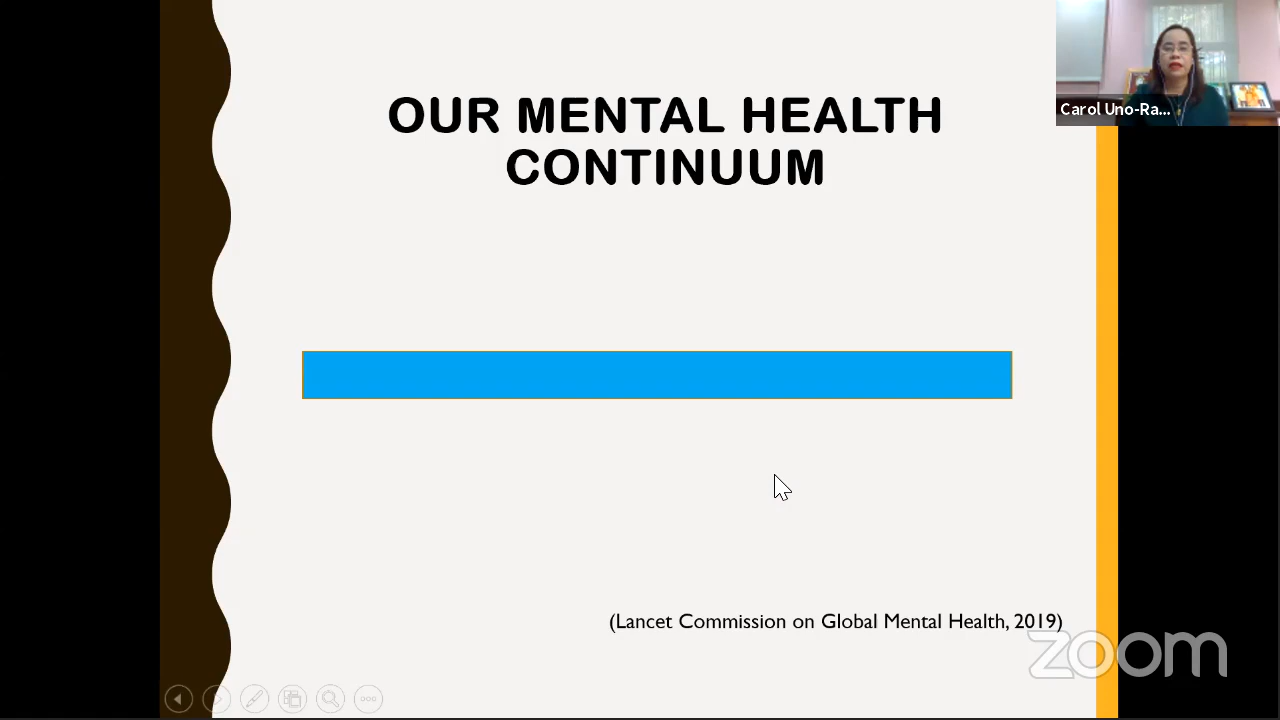 OUR MENTAL HEALTH
CONTINUUM
Carol Uno-Ra...
(Lancet Commission on Global Mental Health, 2019)
zoom